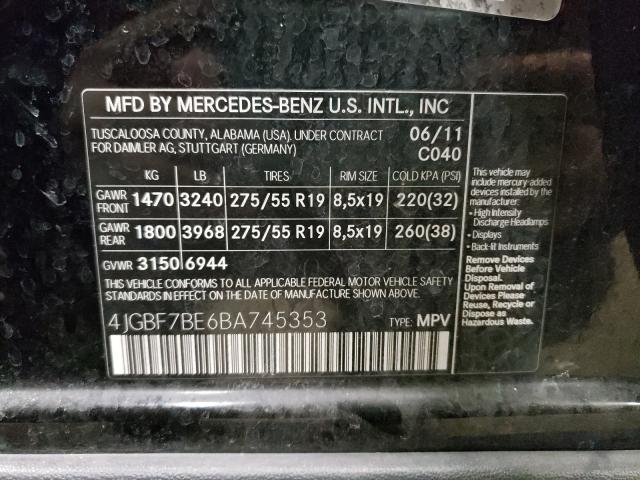 MFD BY MERCEDES-BENZ U.S. INTL., INC
TUSCALOOSA COUNTY, ALABAMA (USA). UNDER CONTRACT
FOR DAIMLER AG, STUTTGART (GERMANY)
06/11
C040
KG LB TIRES RIM SIZE COLD KPA (PSI)
GAWR
FRONT 1470 3240 275/55 R19 8,5x19 220(32)
GAWR
REAR 1800 3968 275/55 R19 8,5x19 260(38)
GVWR 3150 6944
THIS VEHICLE CONFORMS TO ALL APPLICABLE FEDERAL MOTOR VEHICLE SAFETY
STANDARDS IN EFFECT ON THE DATE OF MANUFACTURE SHOWN ABOVE.
4JGBF7BE6BA745353 TYPE: MPV
This vehicle may
include mercury-added
devices installed by the
manufacturer:
• High Intensity
Discharge Headlamps
• Displays
• Back-lit Instruments
Remove Devices
Before Vehicle
Disposal.
Upon Removal of
Devices Please
Reuse, Recycle or
Dispose as
Hazardous Waste.